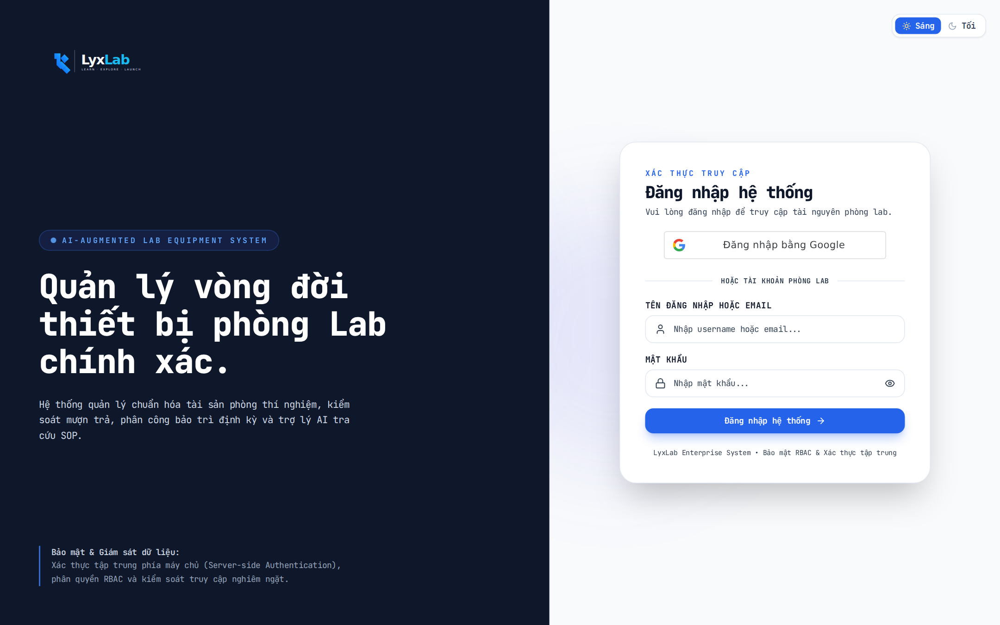 LyxLab
LEARN · EXPLORE · LAUNCH
AI-AUGMENTED LAB EQUIPMENT SYSTEM
Quản lý vòng đời
thiết bị phòng Lab
chính xác.
Hệ thống quản lý chuẩn hóa tài sản phòng thí nghiệm, kiểm
soát mượn trả, phân công bảo trì định kỳ và trợ lý AI tra
cứu SOP.
Bảo mật & Giám sát dữ liệu:
Xác thực tập trung phía máy chủ (Server-side Authentication),
phân quyền RBAC và kiểm soát truy cập nghiêm ngặt.
Sáng Tối
XÁC THỰC TRUY CẬP
Đăng nhập hệ thống
Vui lòng đăng nhập để truy cập tài nguyên phòng lab.
Đăng nhập bằng Google
HOẶC TÀI KHOẢN PHÒNG LAB
TÊN ĐĂNG NHẬP HOẶC EMAIL
Nhập username hoặc email...
MẬT KHẨU
Nhập mật khẩu...
Đăng nhập hệ thống →
LyxLab Enterprise System • Bảo mật RBAC & Xác thực tập trung